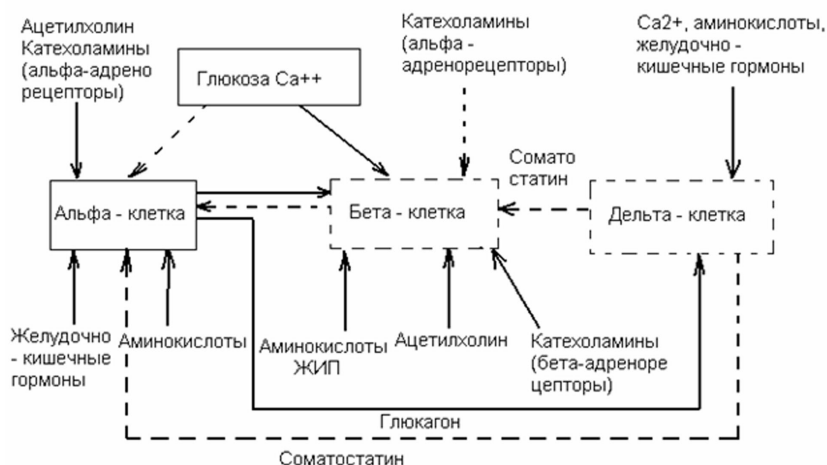 Ацетилхолин
Катехоламины
(альфа-адрено
рецепторы)
Глюкоза Са++
Катехоламины
(альфа -
адренорецепторы)
Са2+, аминокислоты,
желудочно -
кишечные гормоны
Сомато
статин
Альфа - клетка
Бета - клетка
Дельта - клетка
Желудочно
- кишечные
гормоны
Аминокислоты
Аминокислоты
ЖИП
Ацетилхолин
Катехоламины
(бета-адреноре
цепторы)
Глюкагон
Соматостатин